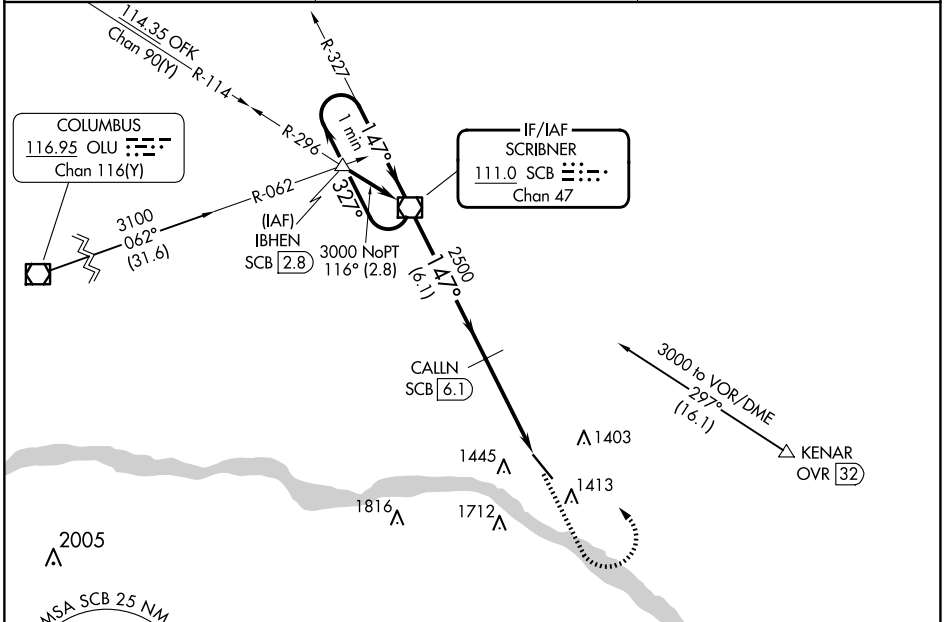 114.35 OFK
Chan 90(Y)
R-114
R-327
COLUMBUS
116.95 OLU
Chan 116(Y)
R-296
1 min
147°
IF/IAF
SCRIBNER
111.0 SCB
Chan 47
R-062
327°
3100
062°
(31.6)
(IAF)
IBHEN
SCB 2.8
3000 NoPT
116° (2.8)
2500
147°
(6.1)
CALLN
SCB 6.1
3000 to VOR/DME
297°
(16.1)
KENAR
OVR 32
1403
1445
1413
1816
1712
2005
MSA SCB 25 NM